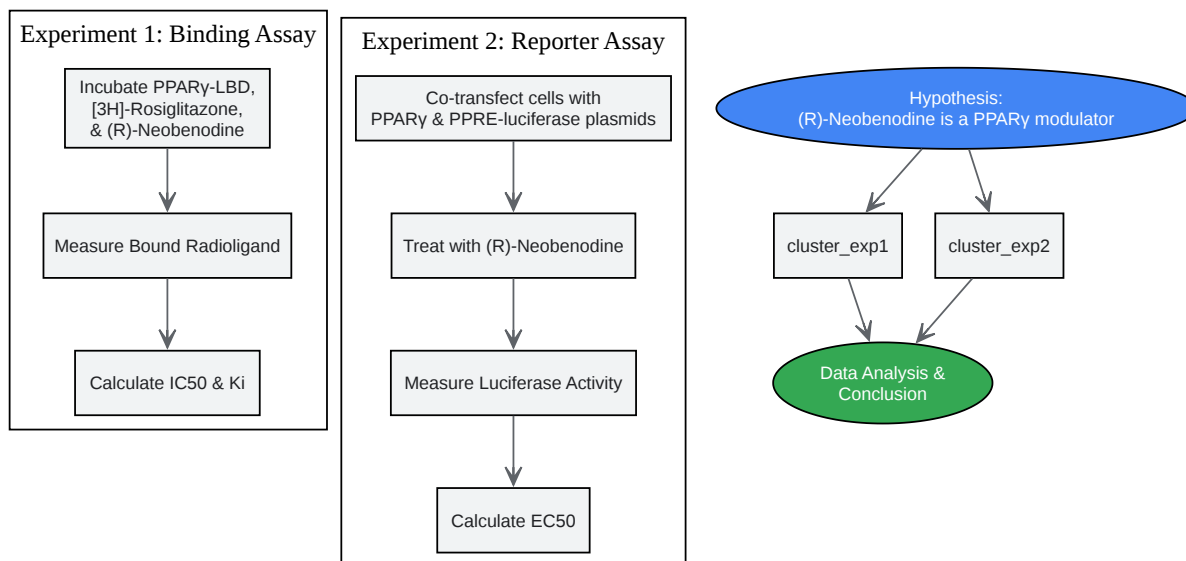 Experiment 1: Binding Assay
Incubate PPARγ-LBD,
[3H]-Rosiglitazone,
& (R)-Neobenodine
Measure Bound Radioligand
Calculate IC50 & Ki
Experiment 2: Reporter Assay
Co-transfect cells with
PPARγ & PPRE-luciferase plasmids
Treat with (R)-Neobenodine
Measure Luciferase Activity
Calculate EC50
Hypothesis:
(R)-Neobenodine is a PPARγ modulator
cluster_exp1
cluster_exp2
Data Analysis &
Conclusion